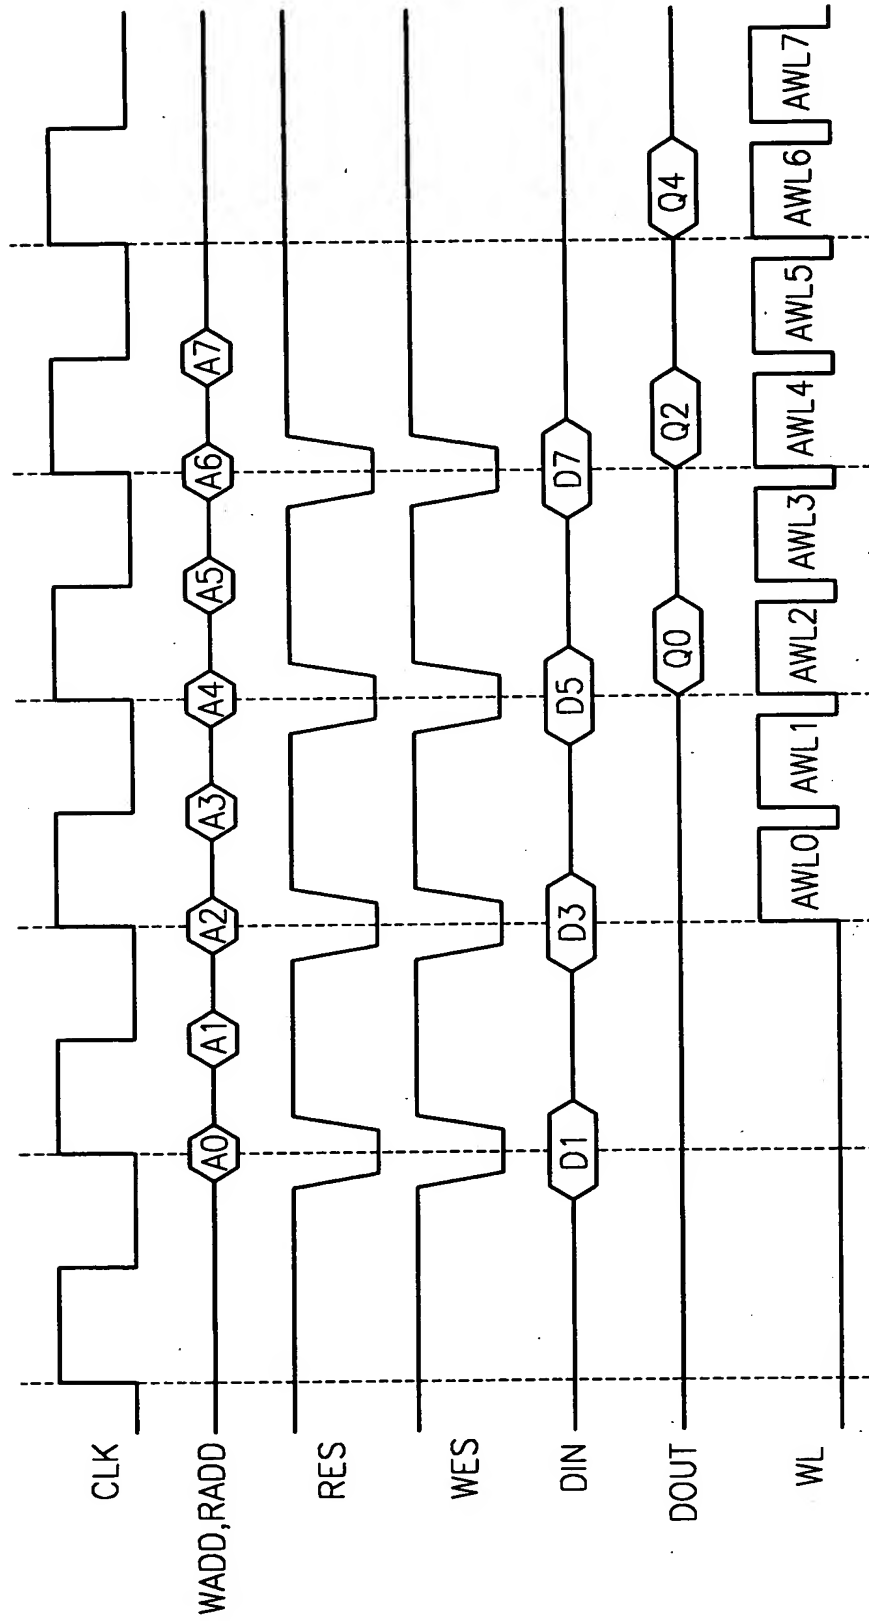 CLK
WADD,RADD A0 A1 A2 A3 A4 A5 A6 A7
RES
WES
DIN D1 D3 D5 D7
DOUT Q0 Q2 Q4
WL AWL0 AWL1 AWL2 AWL3 AWL4 AWL5 AWL6 AWL7